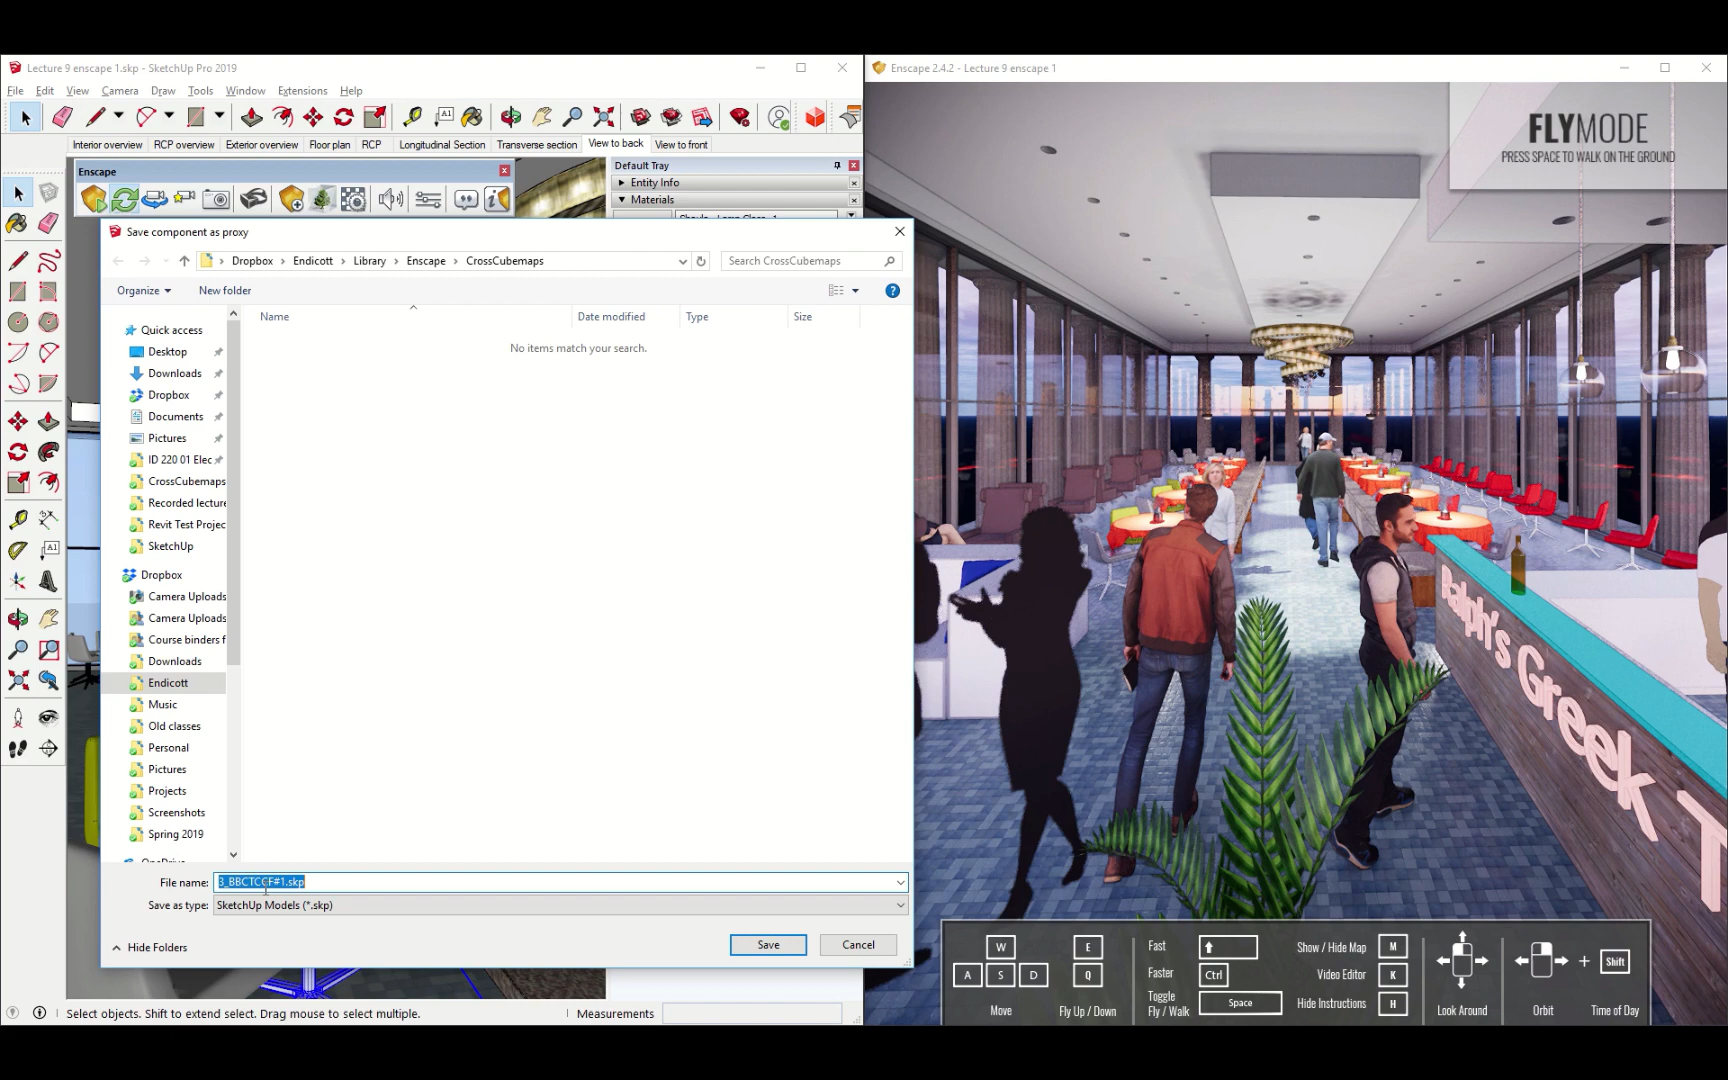 Lecture 9 enscape 1.skp - SketchUp Pro 2019
File Edit View Camera Draw Tools Window Extensions Help
Interior overview RCP overview Exterior overview Floor plan RCP Longitudinal Section Transverse section View to back View to front
Enscape
Default Tray
Entity Info
Materials
Save component as proxy
Dropbox › Endicott › Library › Enscape › CrossCubemaps
Search CrossCubemaps
Organize
New folder
Name Date modified Type Size
No items match your search.
Quick access
Desktop
Downloads
Dropbox
Documents
Pictures
ID 220 01 Elec
CrossCubemaps
Recorded lecture
Revit Test Projec
SketchUp
Dropbox
Camera Uploads
Camera Uploads
Course binders f
Downloads
Endicott
Music
Old classes
Personal
Pictures
Projects
Screenshots
Spring 2019
File name: 3_BBCTCGF#1.skp
Save as type: SketchUp Models (*.skp)
Hide Folders
Save
Cancel
Select objects. Shift to extend select. Drag mouse to select multiple.
Measurements
Enscape 2.4.2 - Lecture 9 enscape 1
FLYMODE
PRESS SPACE TO WALK ON THE GROUND
Ralph's Greek T
W
A S D
Move
E
Q
Fly Up / Down
Fast
Faster Ctrl
Toggle
Fly / Walk Space
Show / Hide Map M
Video Editor K
Hide Instructions H
Look Around
Orbit
+ Shift
Time of Day